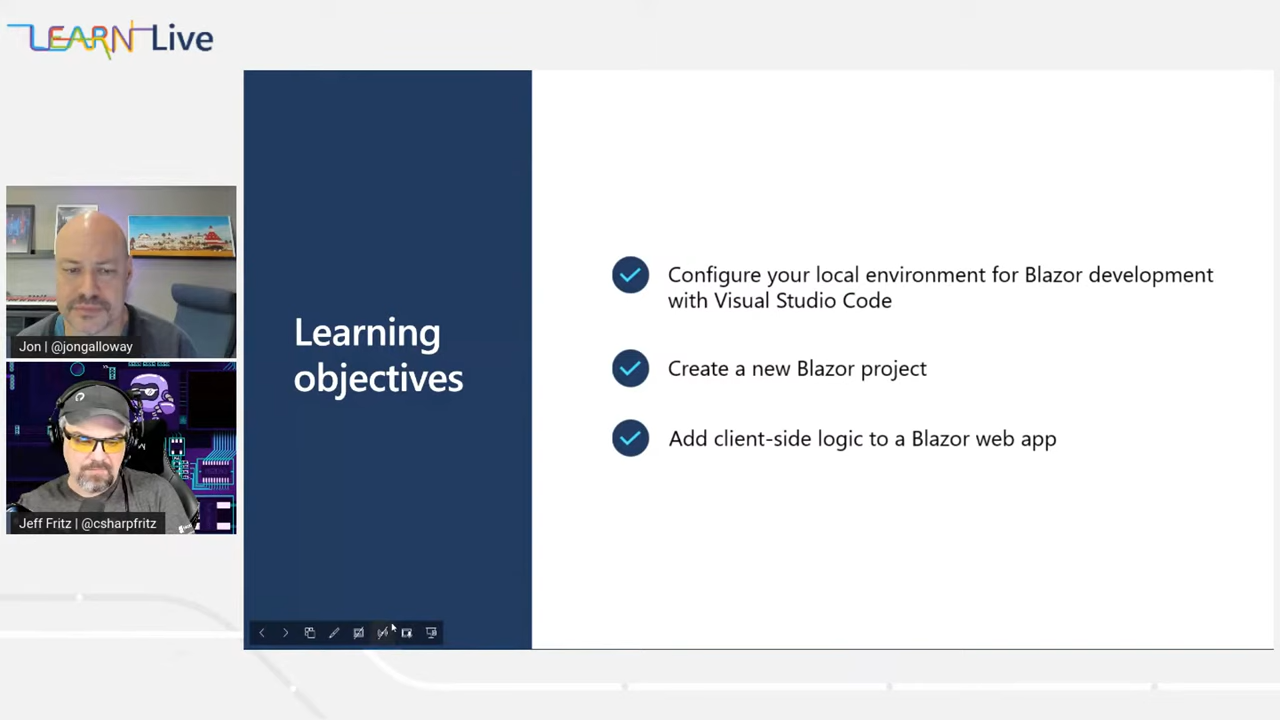 LEARN Live
Learning
objectives
Configure your local environment for Blazor development
with Visual Studio Code
Create a new Blazor project
Add client-side logic to a Blazor web app
Jon | @jongalloway
Jeff Fritz | @csharpfritz